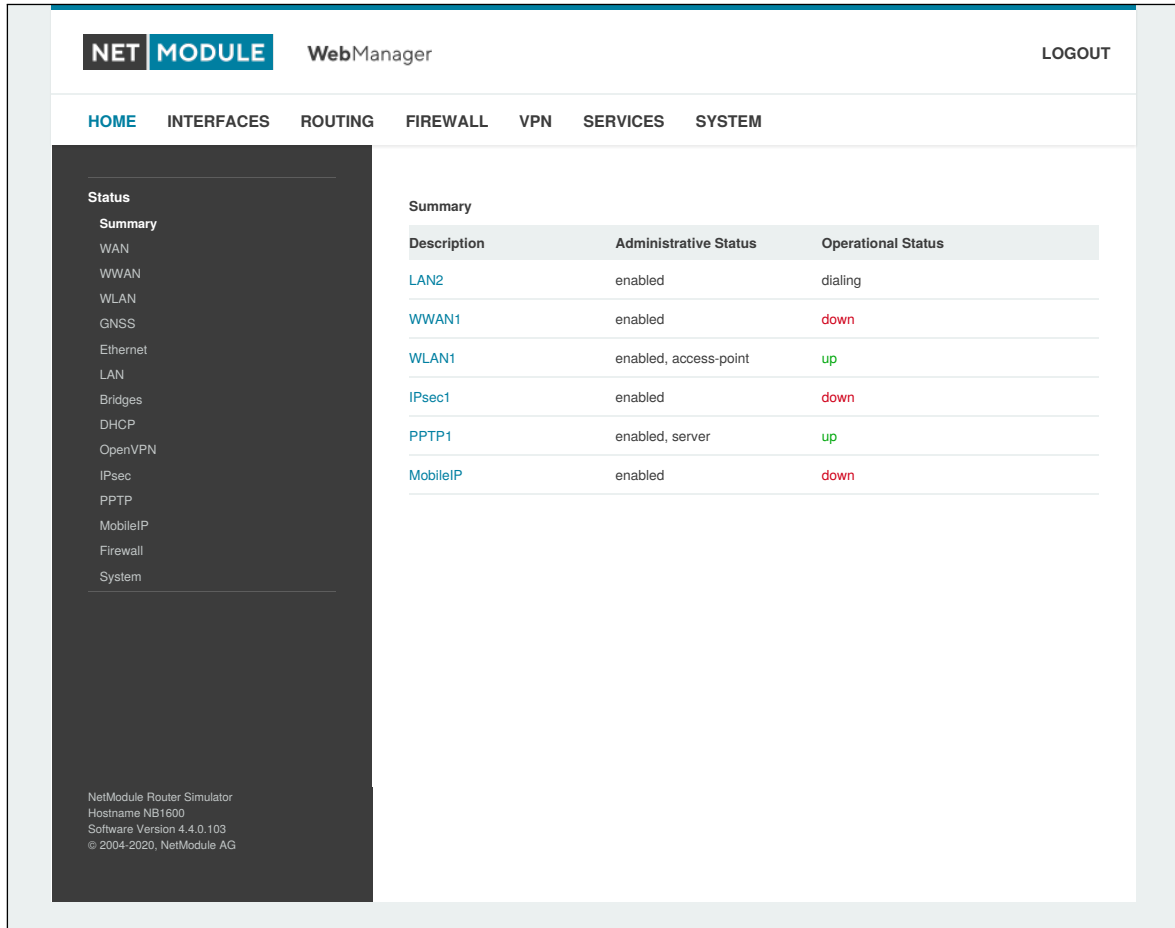 NET MODULE WebManager LOGOUT
HOME INTERFACES ROUTING FIREWALL VPN SERVICES SYSTEM
Status
Summary
WAN
WWAN
WLAN
GNSS
Ethernet
LAN
Bridges
DHCP
OpenVPN
IPsec
PPTP
MobileIP
Firewall
System
NetModule Router Simulator
Hostname NB1600
Software Version 4.4.0.103
© 2004-2020, NetModule AG
Summary
Description Administrative Status Operational Status
LAN2 enabled dialing
WWAN1 enabled down
WLAN1 enabled, access-point up
IPsec1 enabled down
PPTP1 enabled, server up
MobileIP enabled down